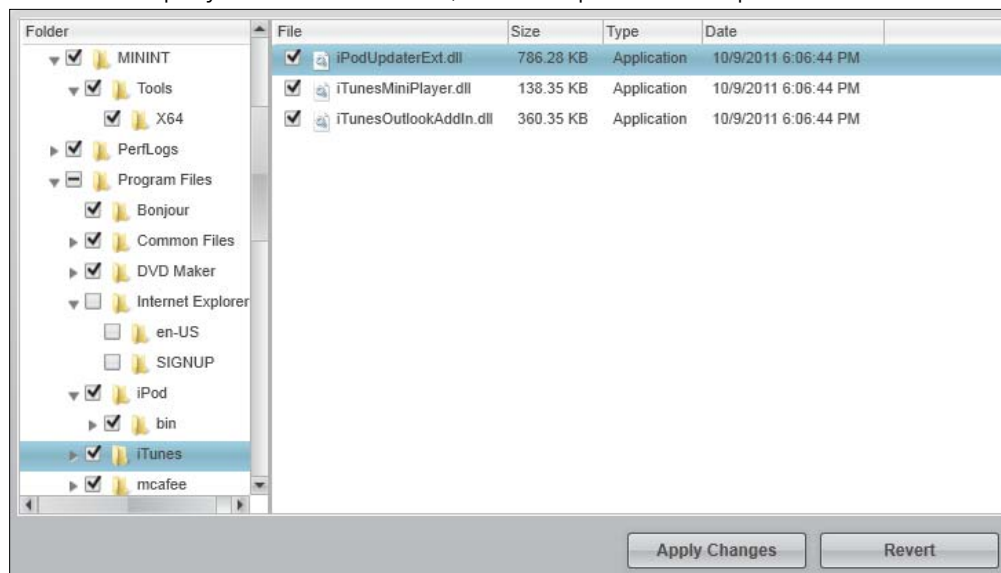 Folder
File Size Type Date
MININT
Tools
X64
PerfLogs
Program Files
Bonjour
Common Files
DVD Maker
Internet Explorer
en-US
SIGNUP
iPod
bin
iTunes
mcafee
iPodUpdaterExt.dll 786.28 KB Application 10/9/2011 6:06:44 PM
iTunesMiniPlayer.dll 138.35 KB Application 10/9/2011 6:06:44 PM
iTunesOutlookAddIn.dll 360.35 KB Application 10/9/2011 6:06:44 PM
Apply Changes Revert